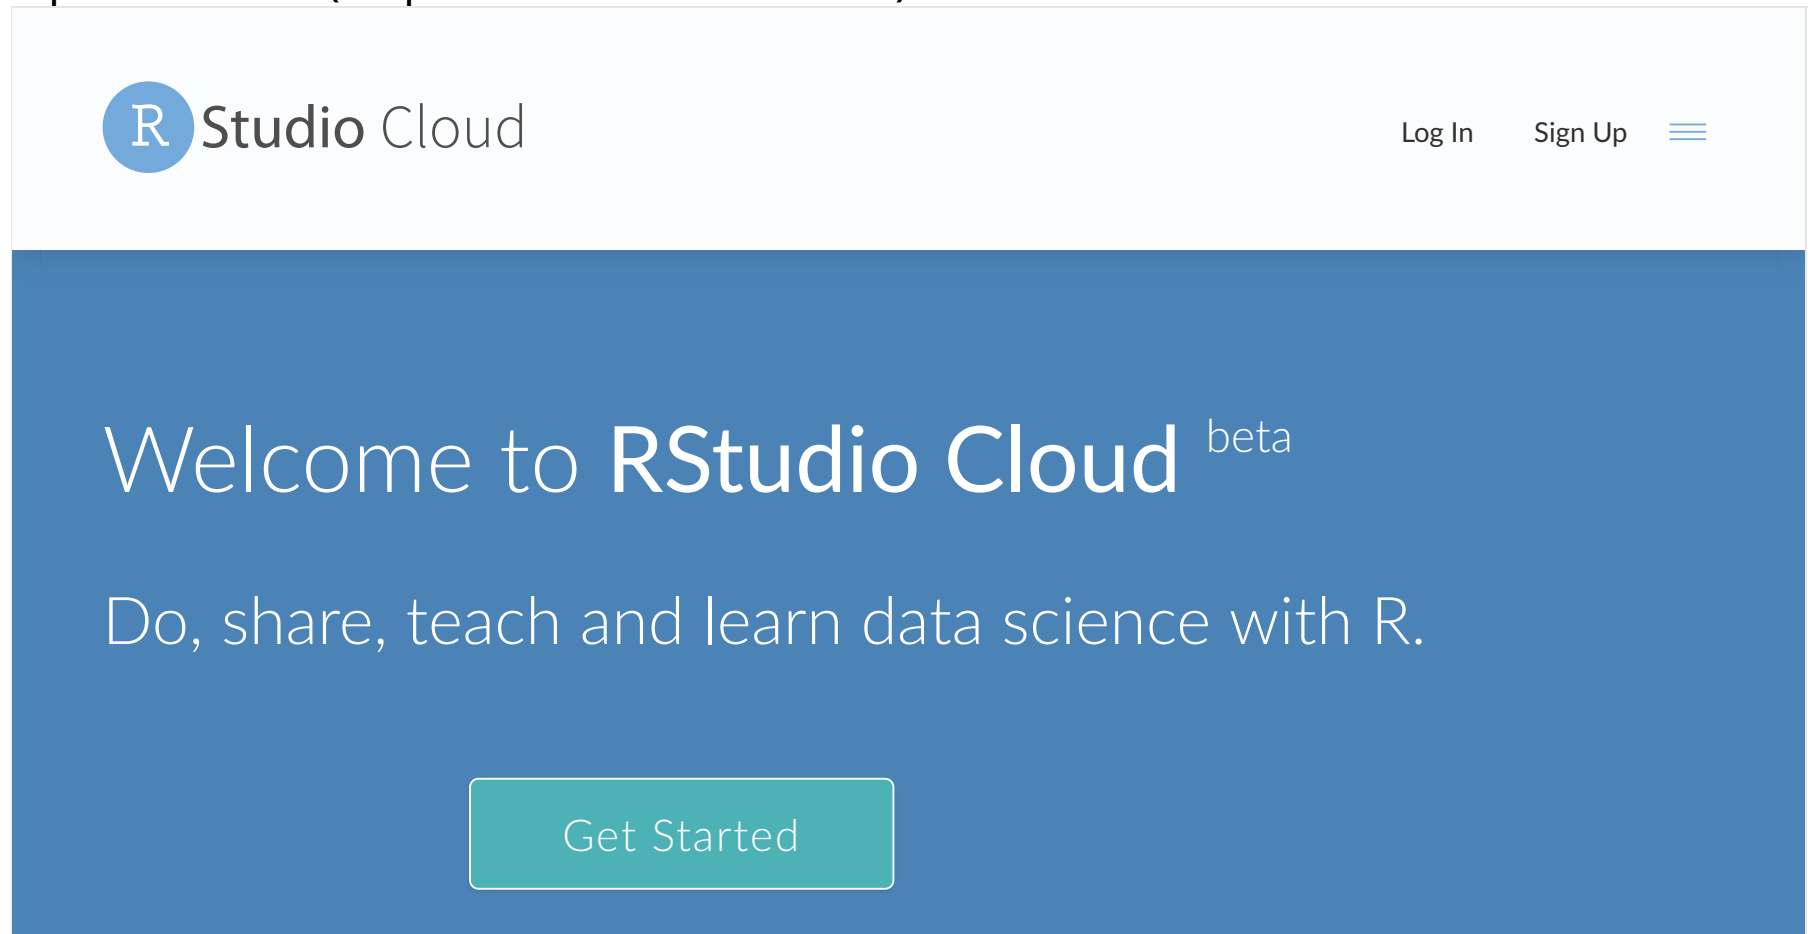 R Studio Cloud
Log In
Sign Up
Welcome to RStudio Cloud beta
Do, share, teach and learn data science with R.
Get Started